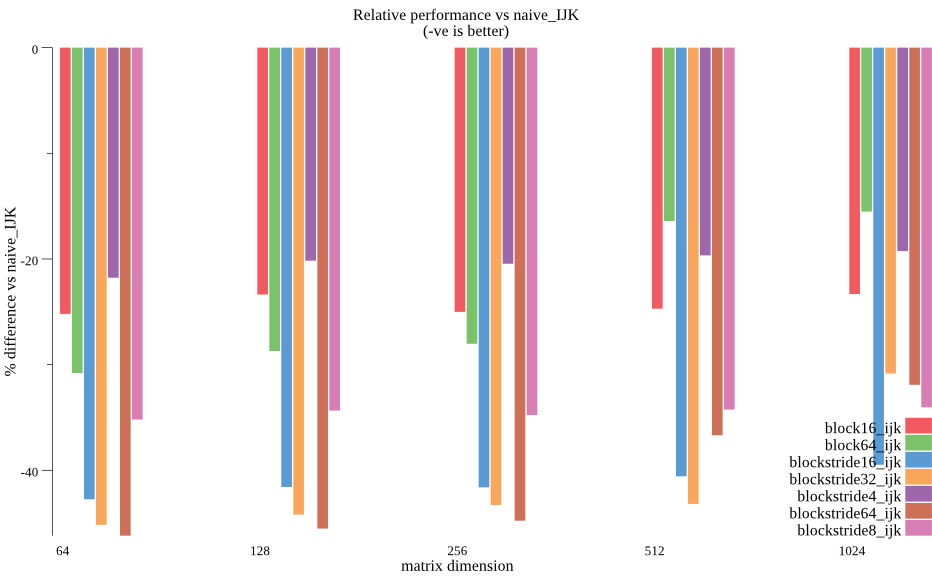 Relative performance vs naive_IJK
(-ve is better)
% difference vs naive_IJK
0
-20
-40
64
128
256
512
1024
matrix dimension
block16_ijk
block64_ijk
blockstride16_ijk
blockstride32_ijk
blockstride4_ijk
blockstride64_ijk
blockstride8_ijk